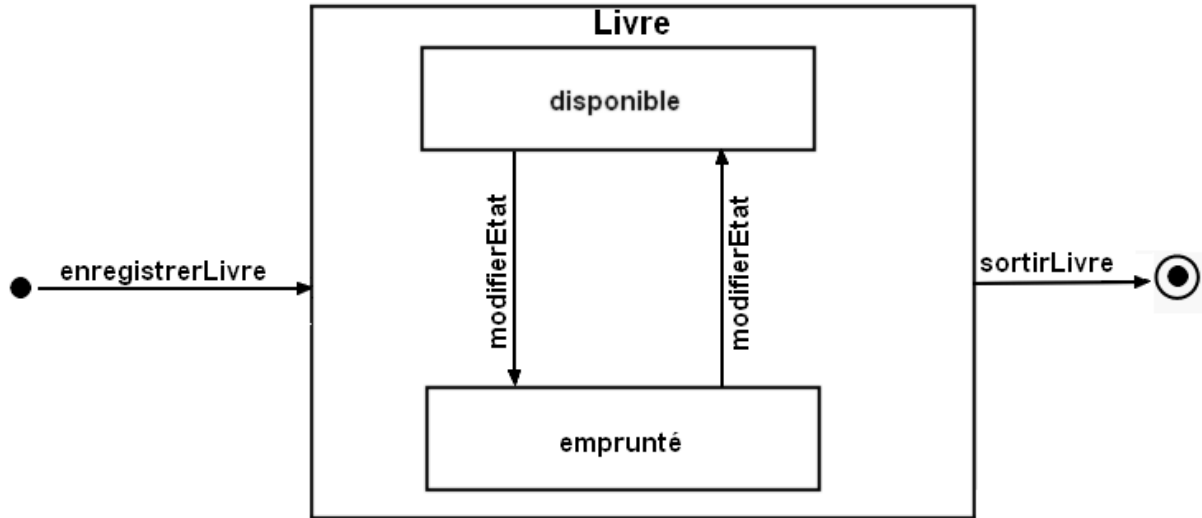 Livre
disponible
enregistrerLivre
modifierEtat
modifierEtat
sortirLivre
emprunté